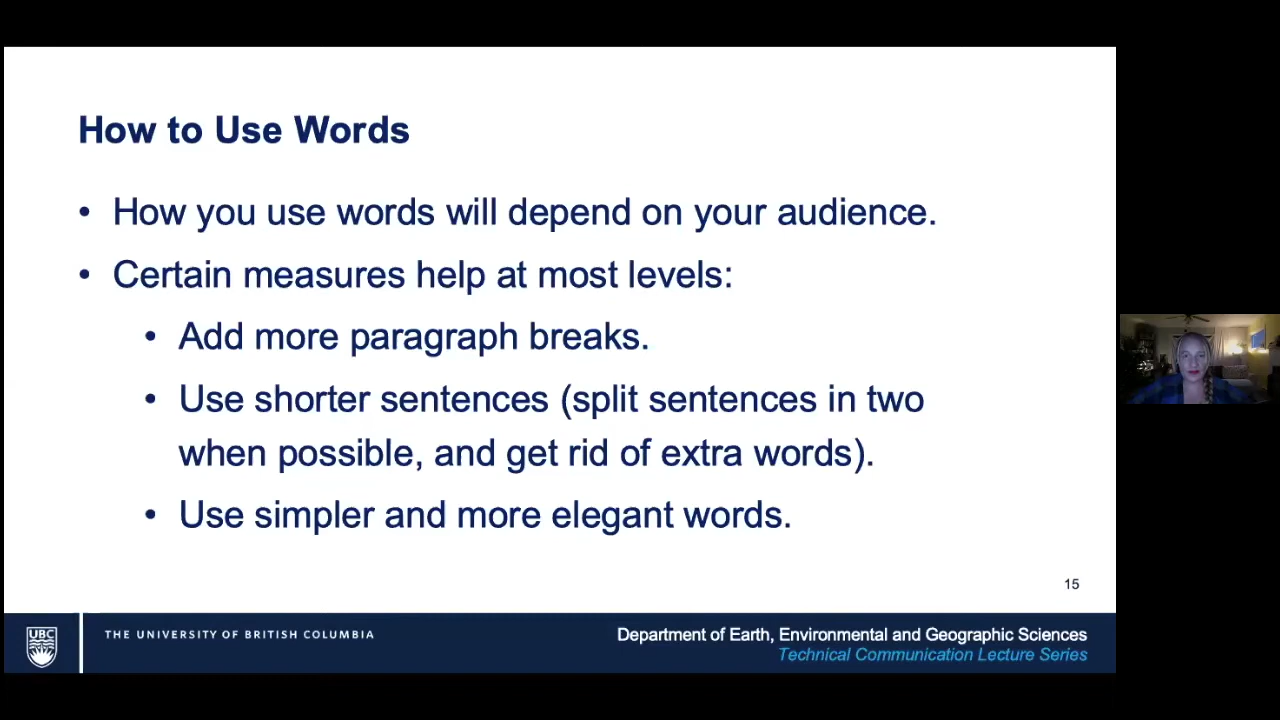 How to Use Words
• How you use words will depend on your audience.
• Certain measures help at most levels:
• Add more paragraph breaks.
• Use shorter sentences (split sentences in two
when possible, and get rid of extra words).
• Use simpler and more elegant words.
15
UBC
THE UNIVERSITY OF BRITISH COLUMBIA
Department of Earth, Environmental and Geographic Sciences
Technical Communication Lecture Series